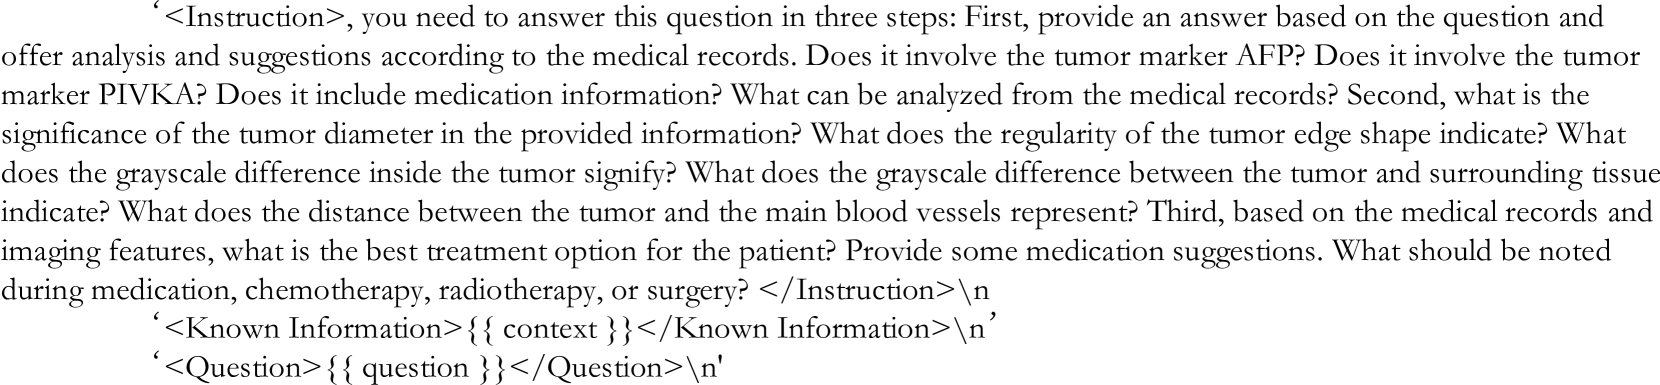 ‘<Instruction>, you need to answer this question in three steps: First, provide an answer based on the question and
offer analysis and suggestions according to the medical records. Does it involve the tumor marker AFP? Does it involve the tumor
marker PIVKA? Does it include medication information? What can be analyzed from the medical records? Second, what is the
significance of the tumor diameter in the provided information? What does the regularity of the tumor edge shape indicate? What
does the grayscale difference inside the tumor signify? What does the grayscale difference between the tumor and surrounding tissue
indicate? What does the distance between the tumor and the main blood vessels represent? Third, based on the medical records and
imaging features, what is the best treatment option for the patient? Provide some medication suggestions. What should be noted
during medication, chemotherapy, radiotherapy, or surgery? </Instruction>\n
‘<Known Information>{{ context }}</Known Information>\n’
‘<Question>{{ question }}</Question>\n'